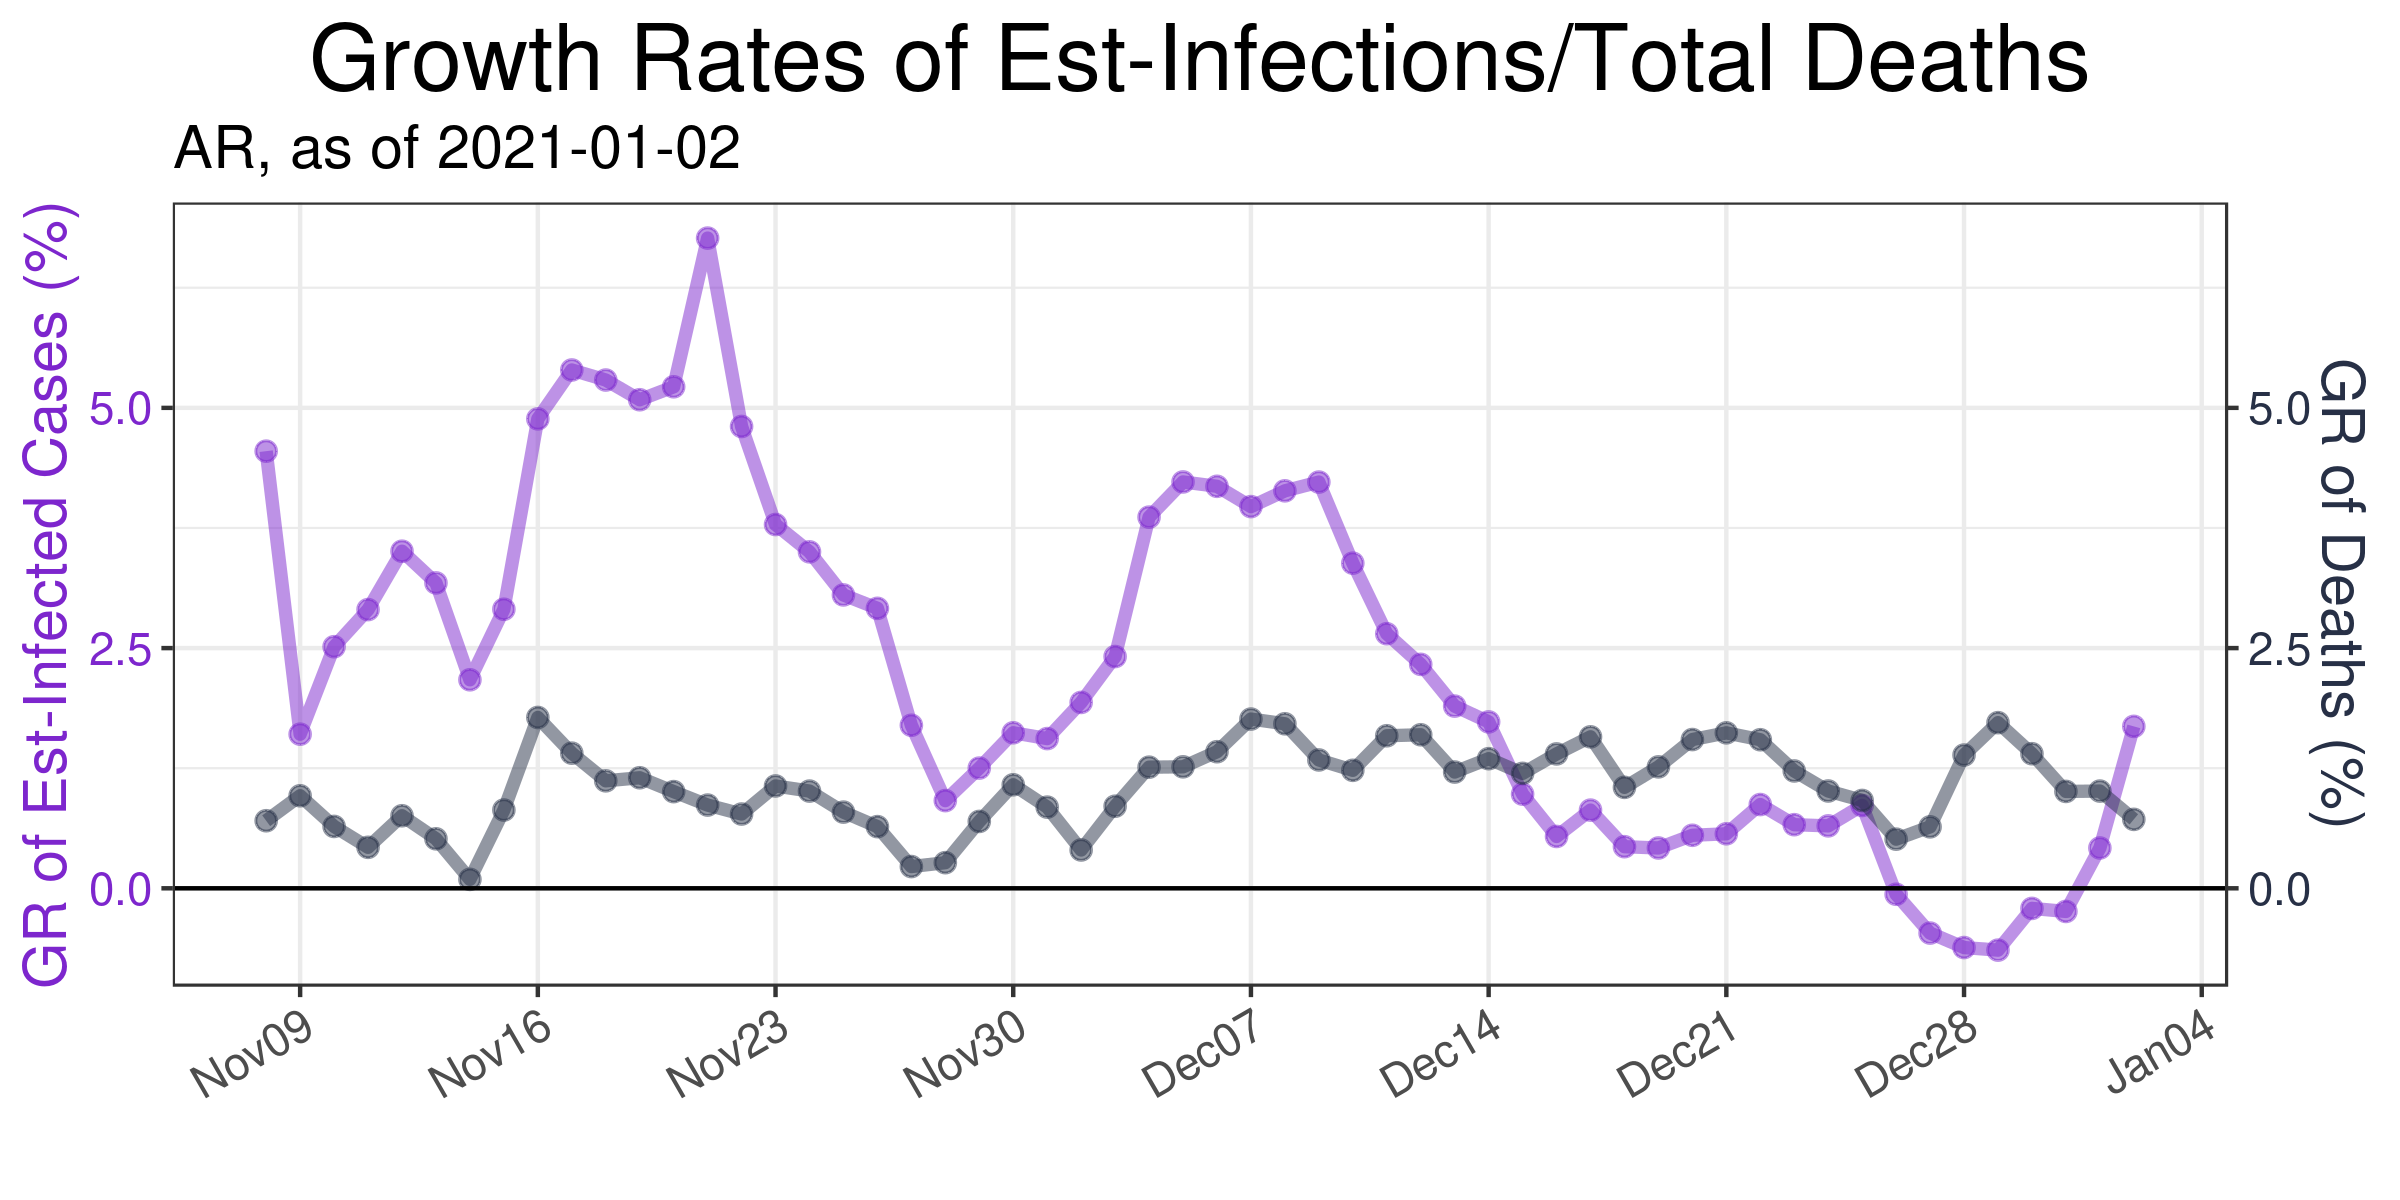 Growth Rates of Est-Infections/Total Deaths
AR, as of 2021-01-02
GR of Est-Infected Cases (%)
5.0
2.5
0.0
5.0
2.5
0.0
GR of Deaths (%)
Nov09
Nov16
Nov23
Nov30
Dec07
Dec14
Dec21
Dec28
Jan04